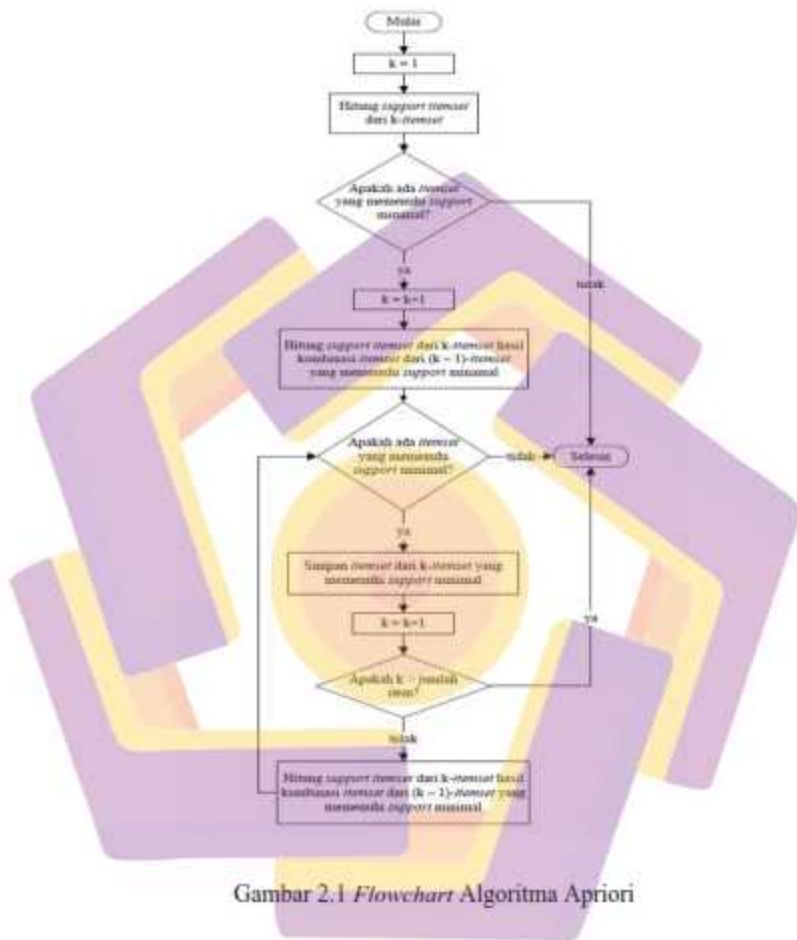 Mulai
k = 1
Hitung support itemset
dari k-itemset
Apakah ada itemset
yang memenuhi support
minimal?
tidak
ya
k = k+1
Hitung support itemset dari k-itemset hasil
kombinasi itemset dari (k − 1)-itemset
yang memenuhi support minimal
Apakah ada itemset
yang memenuhi
support minimal?
tidak
Selesai
ya
Simpan itemset dari k-itemset yang
memenuhi support minimal
k = k+1
ya
Apakah k jumlah
item?
tidak
Hitung support itemset dari k-itemset hasil
kombinasi itemset dari (k − 1)-itemset yang
memenuhi support minimal
Gambar 2.1 Flowchart Algoritma Apriori